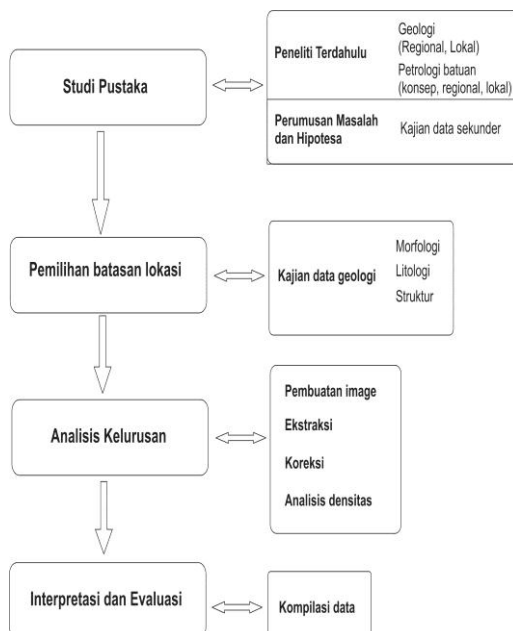 Studi Pustaka
Peneliti Terdahulu
Geologi
(Regional, Lokal)
Petrologi batuan
(konsep, regional, lokal)
Perumusan Masalah
dan Hipotesa
Kajian data sekunder
Pemilihan batasan lokasi
Kajian data geologi
Morfologi
Litologi
Struktur
Analisis Kelurusan
Pembuatan image
Ekstraksi
Koreksi
Analisis densitas
Interpretasi dan Evaluasi
Kompilasi data